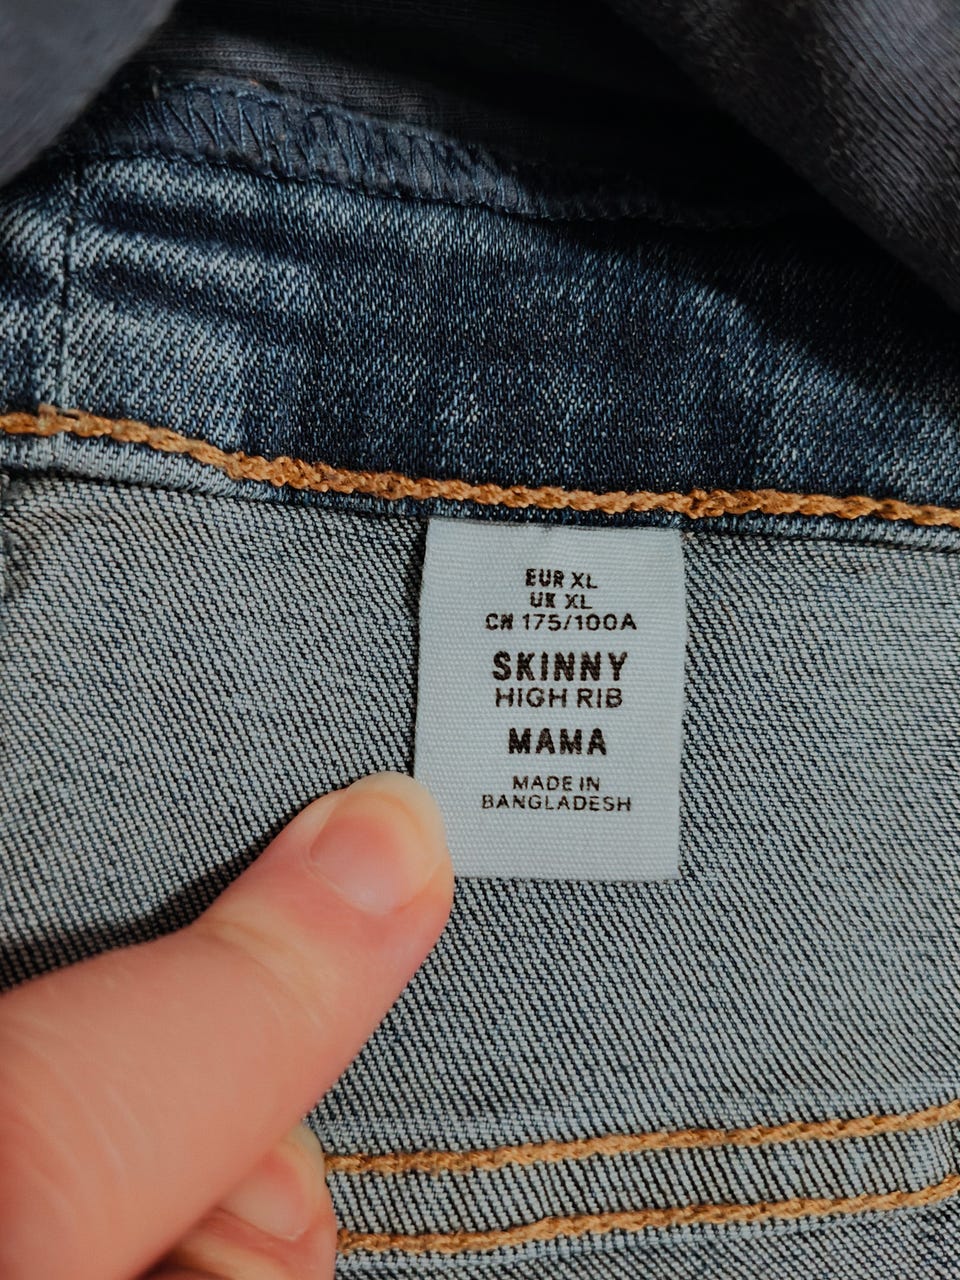 EUR XL
UK XL
CN 175/100A
SKINNY
HIGH RIB
MAMA
MADE IN
BANGLADESH